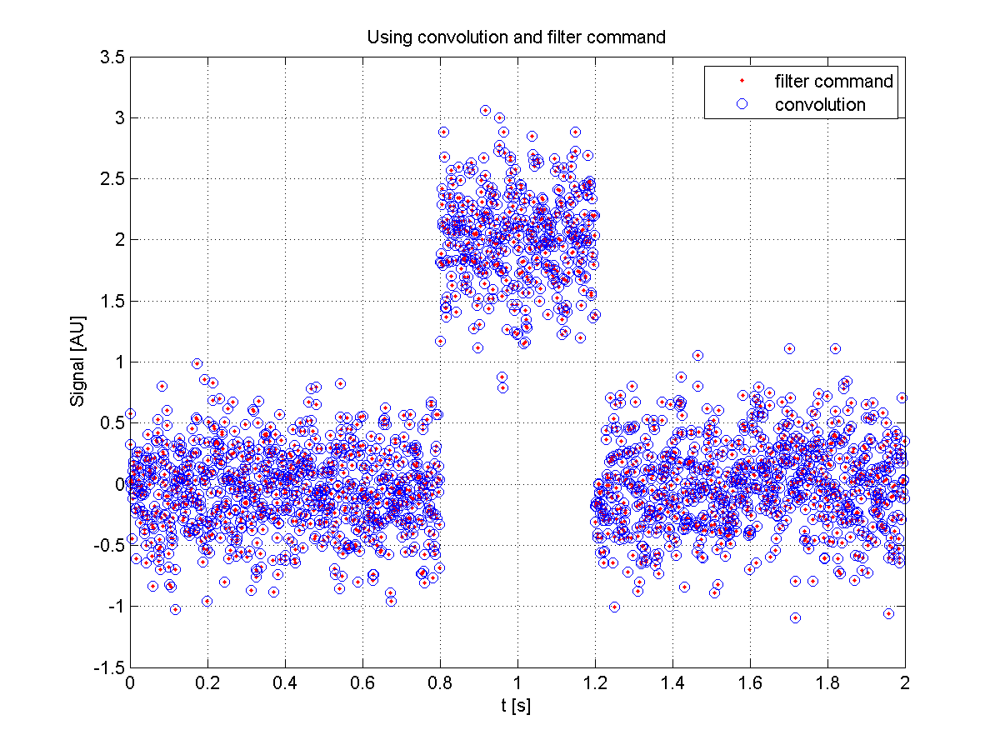 Using convolution and filter command
filter command
convolution
3.5
3
2.5
2
1.5
1
0.5
0
-0.5
-1
-1.5
Signal [AU]
0 0.2 0.4 0.6 0.8 1 1.2 1.4 1.6 1.8 2
t [s]